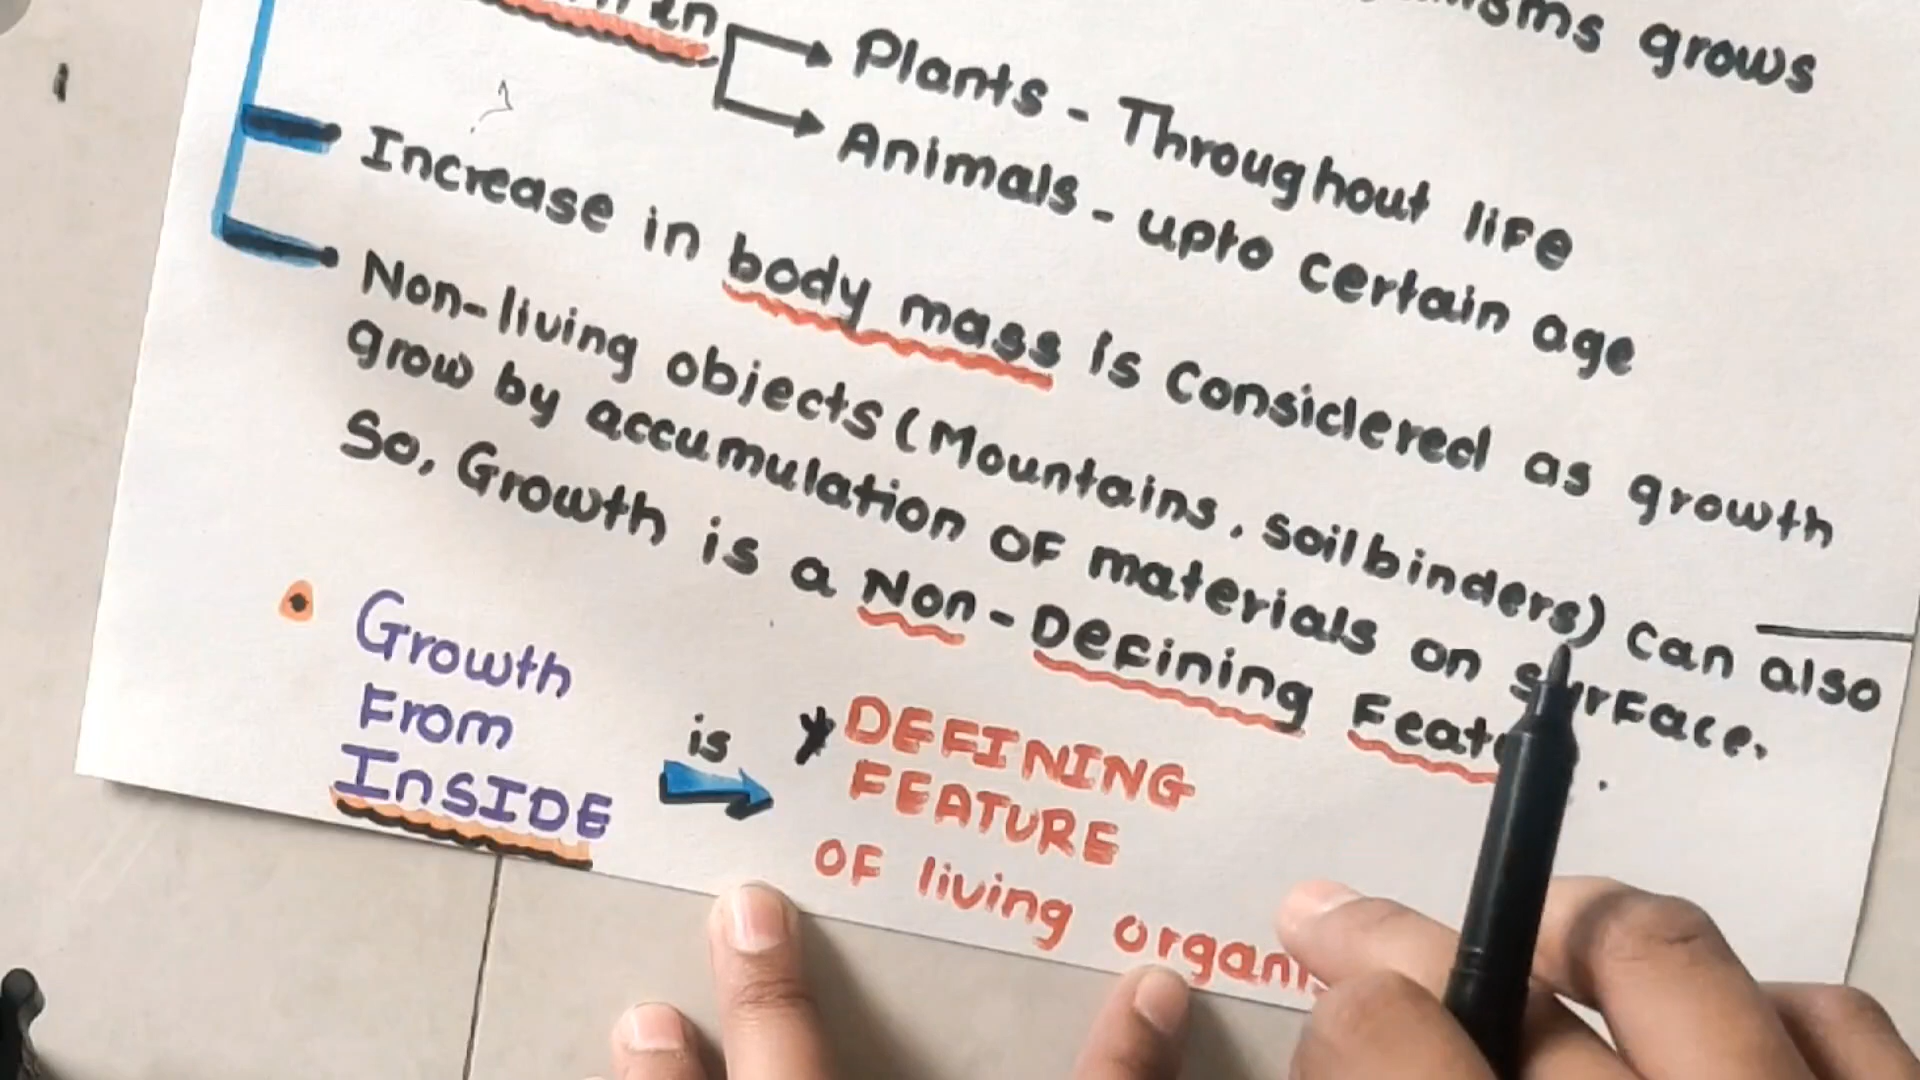 grows
Plants - Throughout life
Animals - upto certain age
Increase in body mass is Considered as growth
Non-living objects (Mountains, soilbinders) can also
grow by accumulation of materials on surface.
So, Growth is a Non-Defining
Growth
From
InSIDE
is
DEFINING
FEATURE
OF living